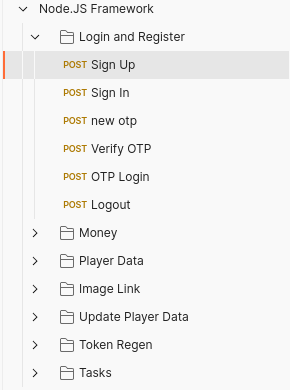 Node.JS Framework
Login and Register
POST Sign Up
POST Sign In
POST new otp
POST Verify OTP
POST OTP Login
POST Logout
Money
Player Data
Image Link
Update Player Data
Token Regen
Tasks